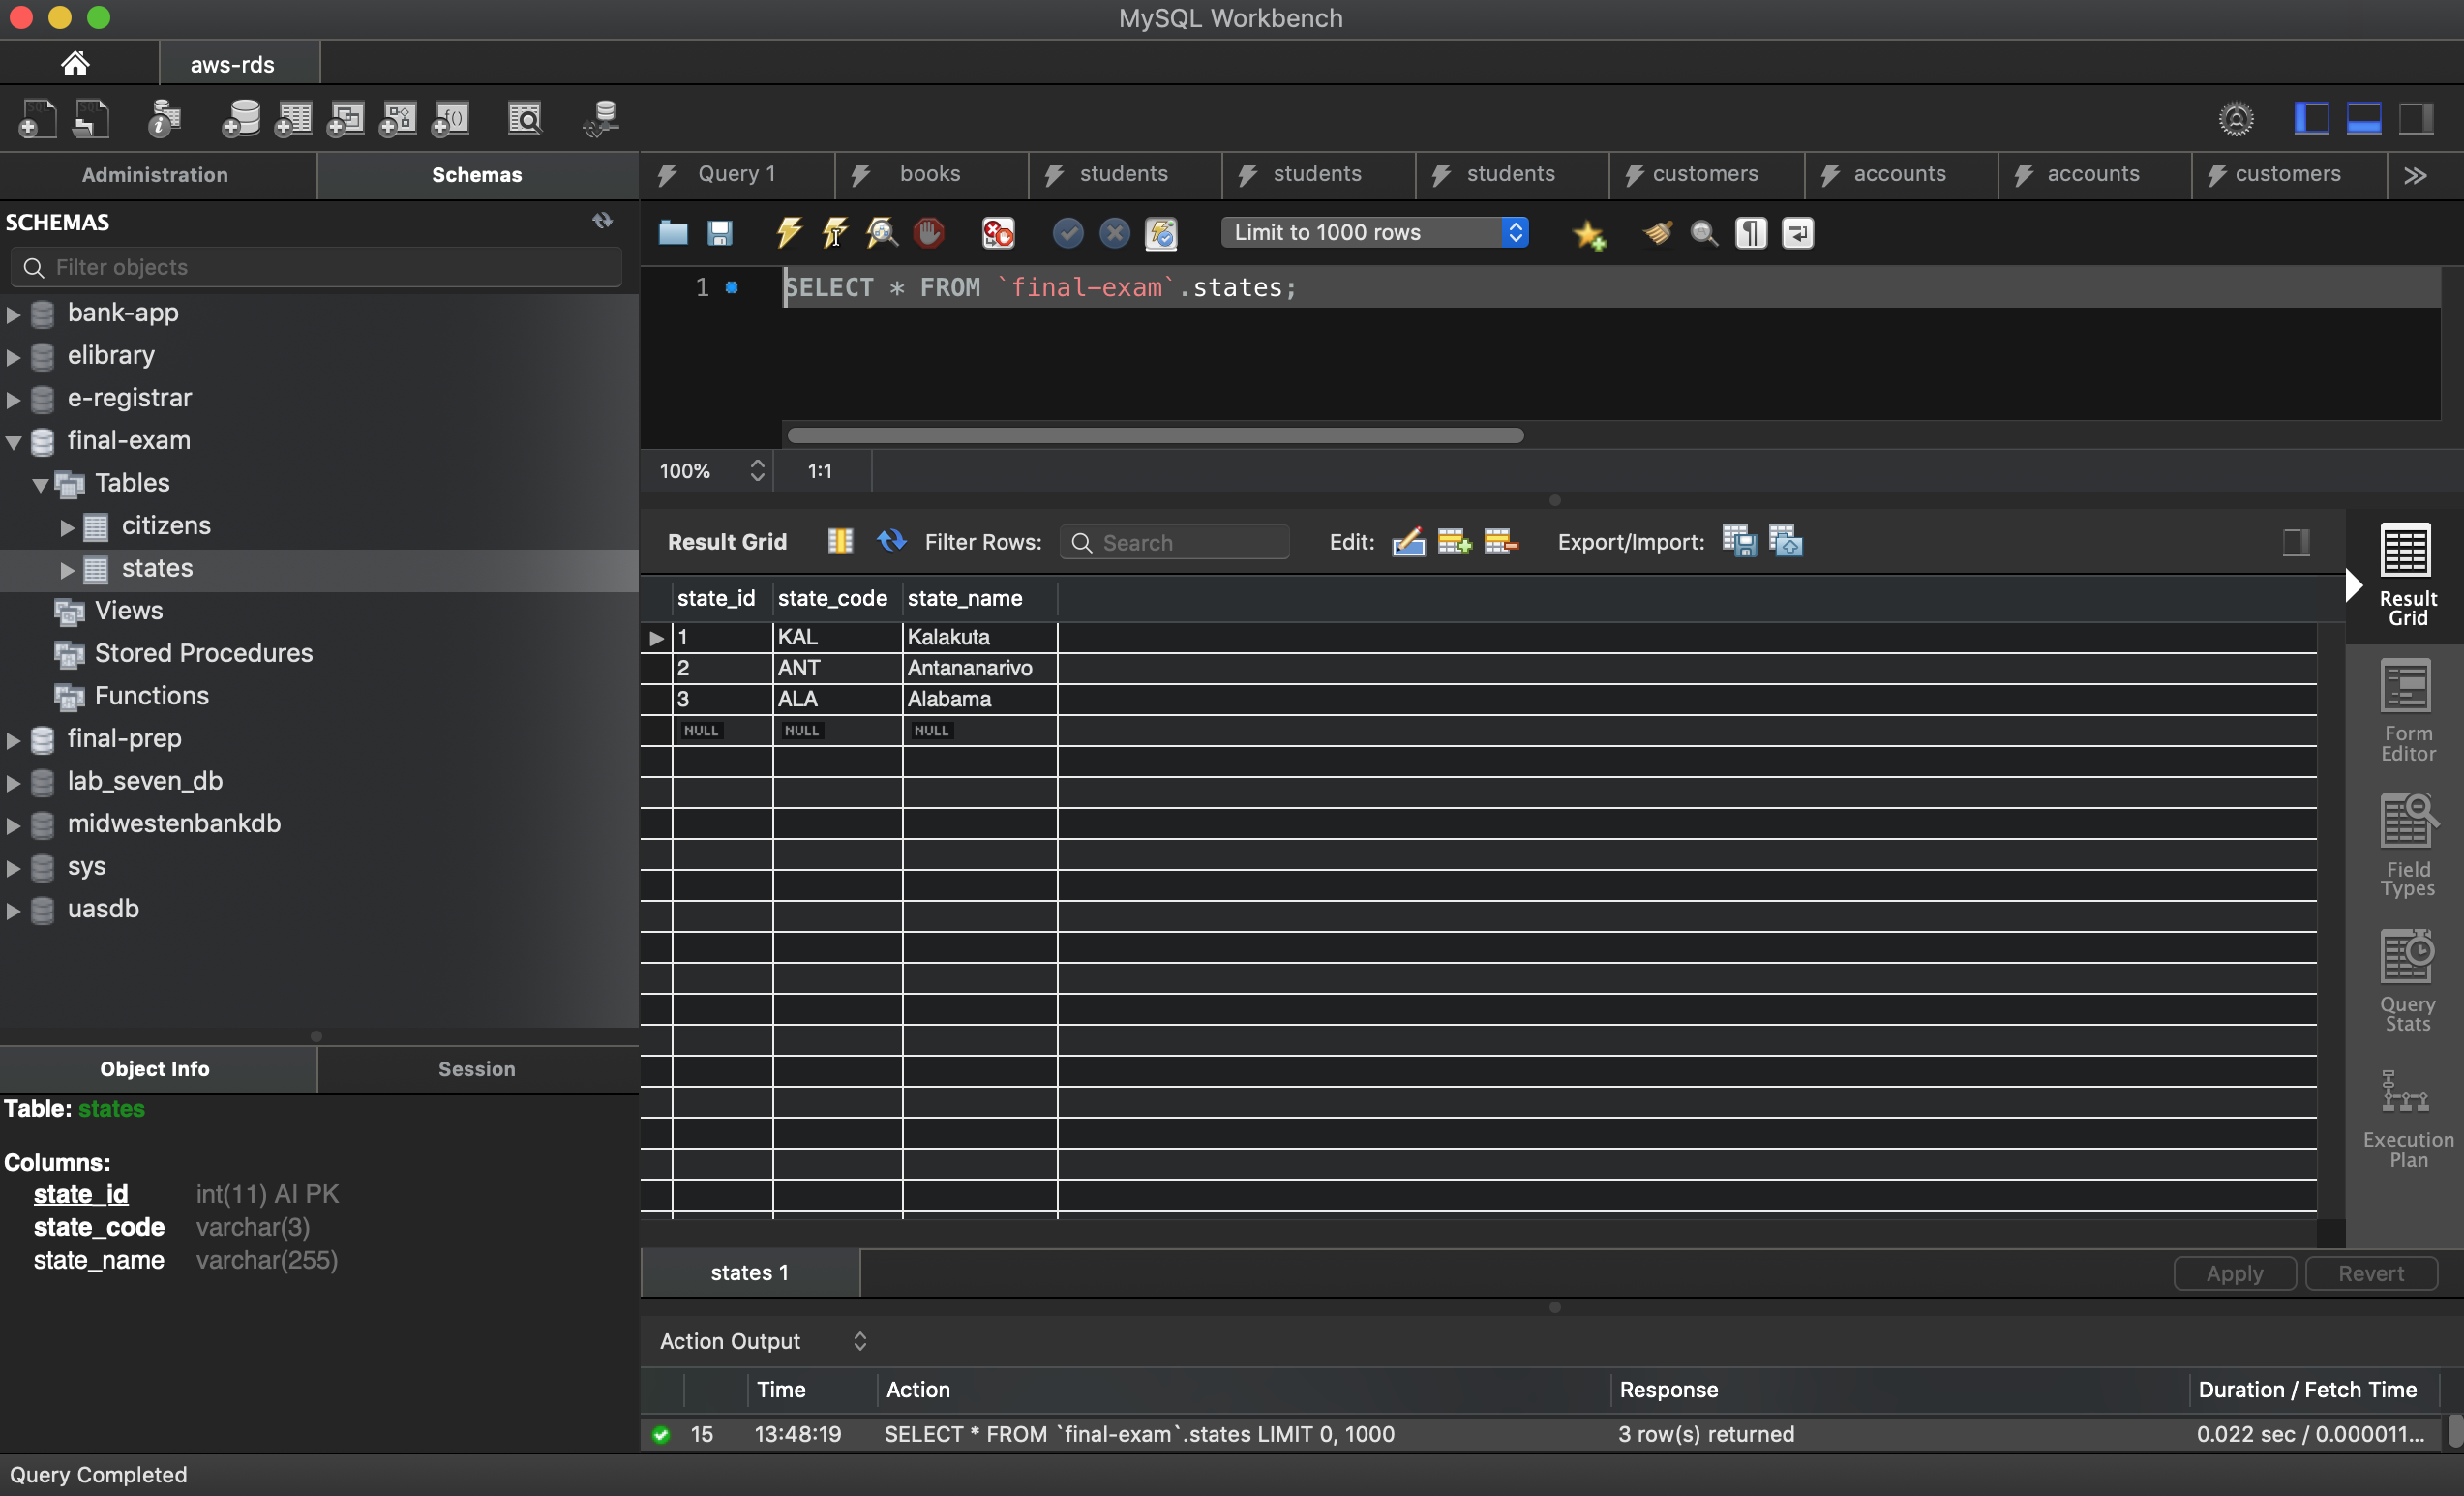 MySQL Workbench
aws-rds
Administration Schemas
Query 1 books students students students customers accounts accounts customers
SCHEMAS
Filter objects
bank-app
elibrary
e-registrar
final-exam
Tables
citizens
states
Views
Stored Procedures
Functions
final-prep
lab_seven_db
midwestenbankdb
sys
uasdb
Object Info Session
Table: states
Columns:
state_id int(11) AI PK
state_code varchar(3)
state_name varchar(255)
Limit to 1000 rows
1 SELECT * FROM `final-exam`.states;
100% 1:1
Result Grid Filter Rows: Search Edit: Export/Import:
state_id state_code state_name
1 KAL Kalakuta
2 ANT Antananarivo
3 ALA Alabama
NULL NULL NULL
Result
Grid
Form
Editor
Field
Types
Query
Stats
Execution
Plan
states 1 Apply Revert
Action Output
Time Action Response Duration / Fetch Time
15 13:48:19 SELECT * FROM `final-exam`.states LIMIT 0, 1000 3 row(s) returned 0.022 sec / 0.000011...
Query Completed